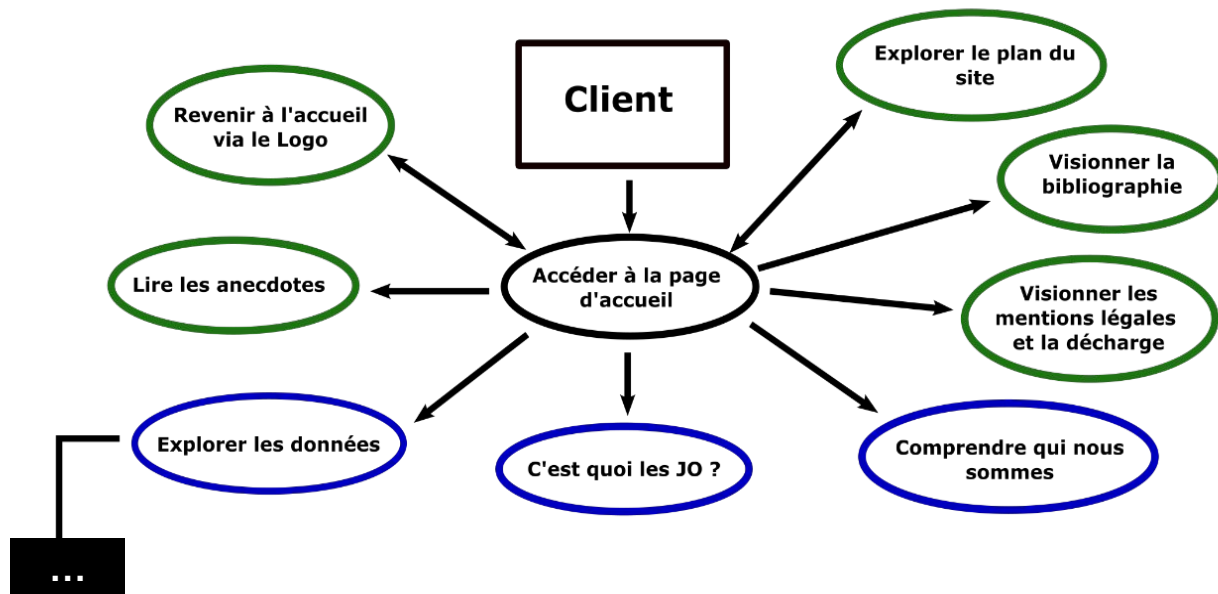 Client
Explorer le plan du
site
Revenir à l'accueil
via le Logo
Visionner la
bibliographie
Lire les anecdotes
Accéder à la page
d'accueil
Visionner les
mentions légales
et la décharge
Explorer les données
C'est quoi les JO ?
Comprendre qui nous
sommes
...